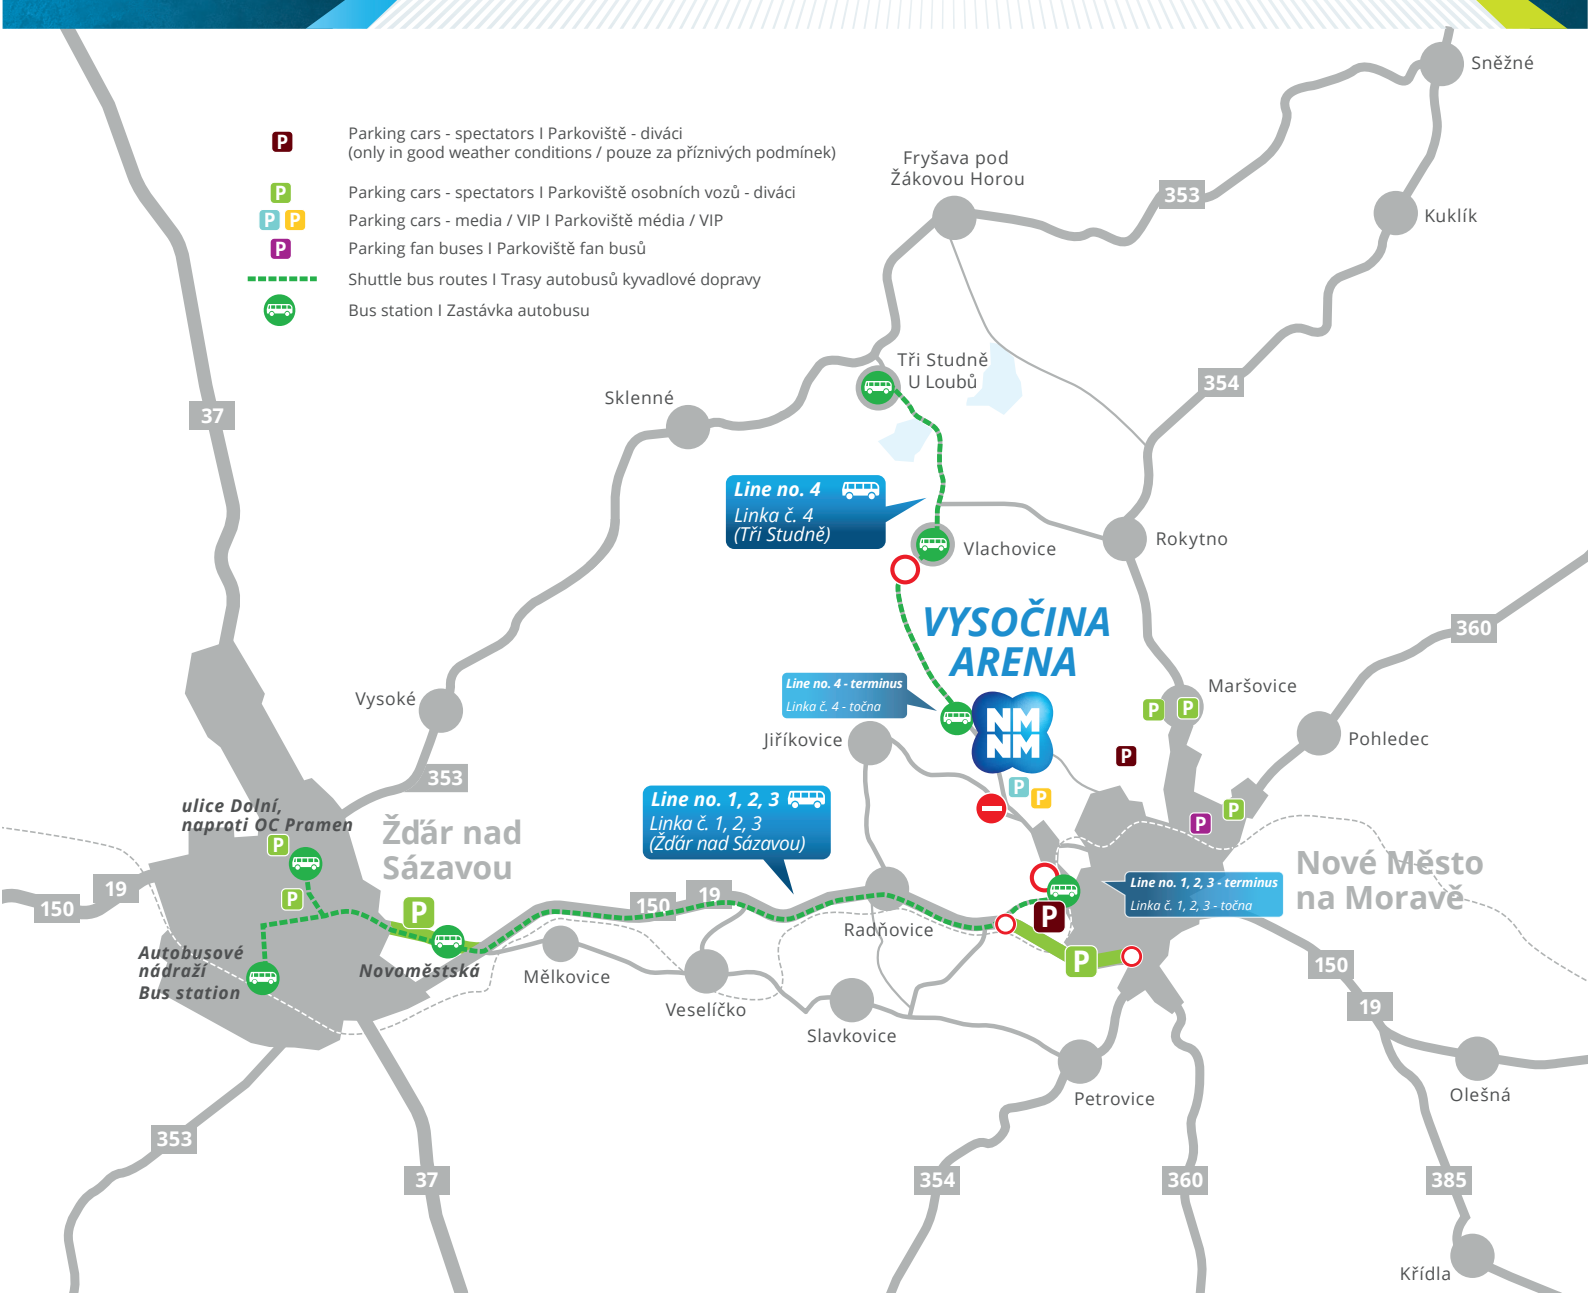 Parking cars - spectators I Parkoviště - diváci
(only in good weather conditions / pouze za příznivých podmínek)
Parking cars - spectators I Parkoviště osobních vozů - diváci
Parking cars - media / VIP I Parkoviště média / VIP
Parking fan buses I Parkoviště fan busů
Shuttle bus routes I Trasy autobusů kyvadlové dopravy
Bus station I Zastávka autobusu
P
P
P P
P
Sněžné
Fryšava pod
Žákovou Horou
353
Kuklík
Tři Studně
U Loubů
354
Sklenné
37
Line no. 4
Linka č. 4
(Tři Studně)
Vlachovice
Rokytno
VYSOČINA
ARENA
360
Line no. 4 - terminus
Linka č. 4 - točna
Maršovice
P P
Vysoké
NM
NM
Jiříkovice
Pohledec
P
353
P
P
Line no. 1, 2, 3
Linka č. 1, 2, 3
(Žďár nad Sázavou)
ulice Dolní,
naproti OC Pramen
P
Žďár nad
Sázavou
P
P
Nové Město
na Moravě
Line no. 1, 2, 3 - terminus
Linka č. 1, 2, 3 - točna
19
150
P
P
150
19
P
Radňovice
P
Autobusové
nádraží
Bus station
Novoměstská
Mělkovice
150
Veselíčko
19
Slavkovice
Petrovice
Olešná
353
37
354
360
385
Křídla